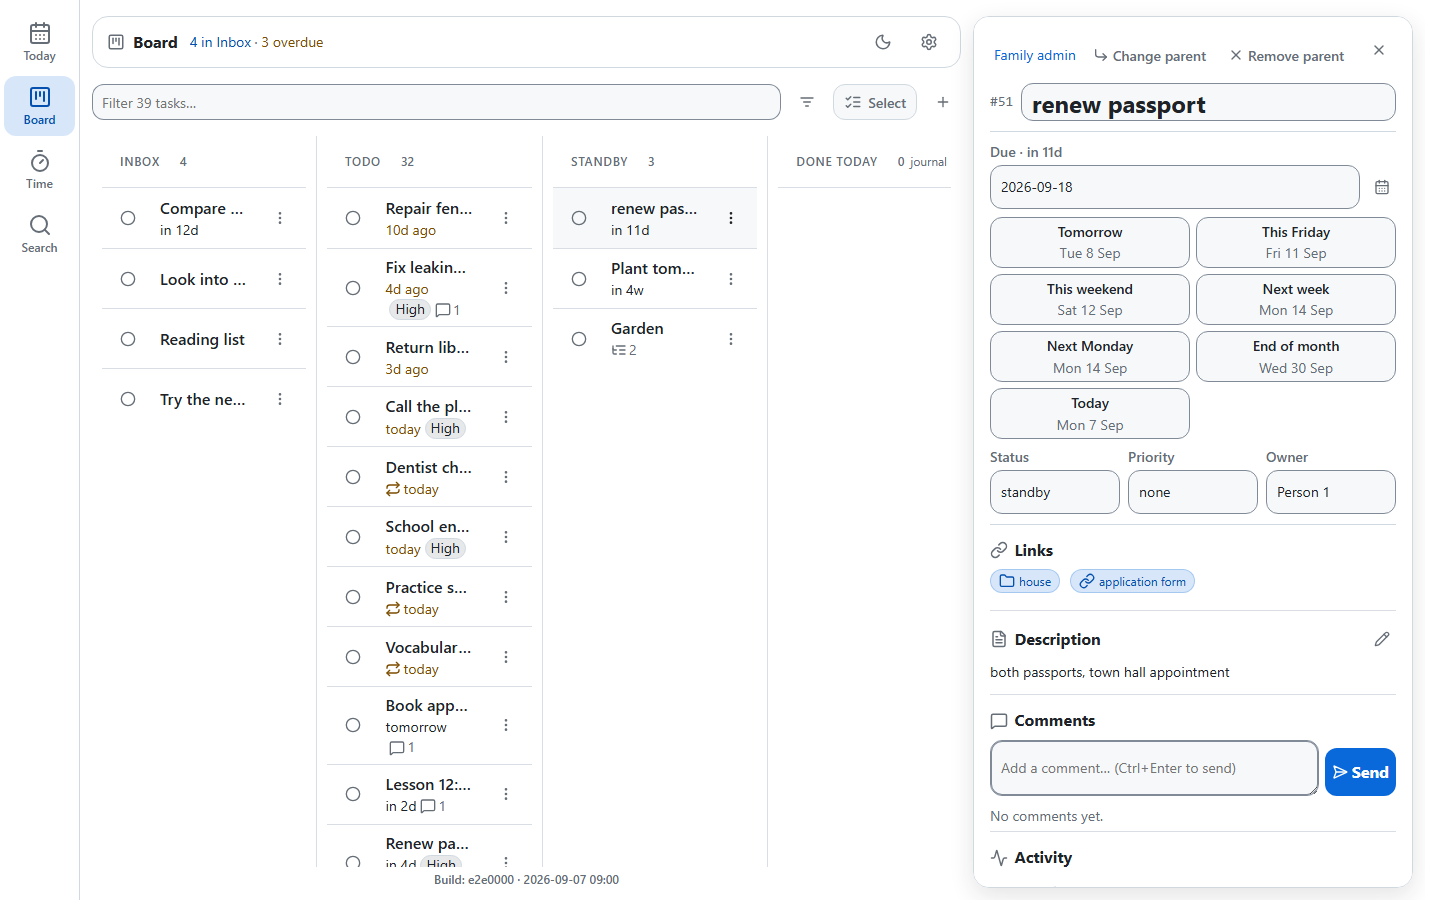 Today
Board
Time
Search
Board 4 in Inbox · 3 overdue
Filter 39 tasks...
Select
INBOX 4
Compare ...
in 12d
Look into ...
Reading list
Try the ne...
TODO 32
Repair fen...
10d ago
Fix leakin...
4d ago
High 1
Return lib...
3d ago
Call the pl...
today High
Dentist ch...
today
School en...
today High
Practice s...
today
Vocabular...
today
Book app...
tomorrow
1
Lesson 12:...
in 2d 1
Renew pa...
in 4d High
STANDBY 3
renew pas...
in 11d
Plant tom...
in 4w
Garden
2
DONE TODAY 0 journal
Build: e2e0000 · 2026-09-07 09:00
Family admin Change parent Remove parent
#51 renew passport
Due · in 11d
2026-09-18
Tomorrow
Tue 8 Sep
This Friday
Fri 11 Sep
This weekend
Sat 12 Sep
Next week
Mon 14 Sep
Next Monday
Mon 14 Sep
End of month
Wed 30 Sep
Today
Mon 7 Sep
Status Priority Owner
standby none Person 1
Links
house application form
Description
both passports, town hall appointment
Comments
Add a comment... (Ctrl+Enter to send)
Send
No comments yet.
Activity